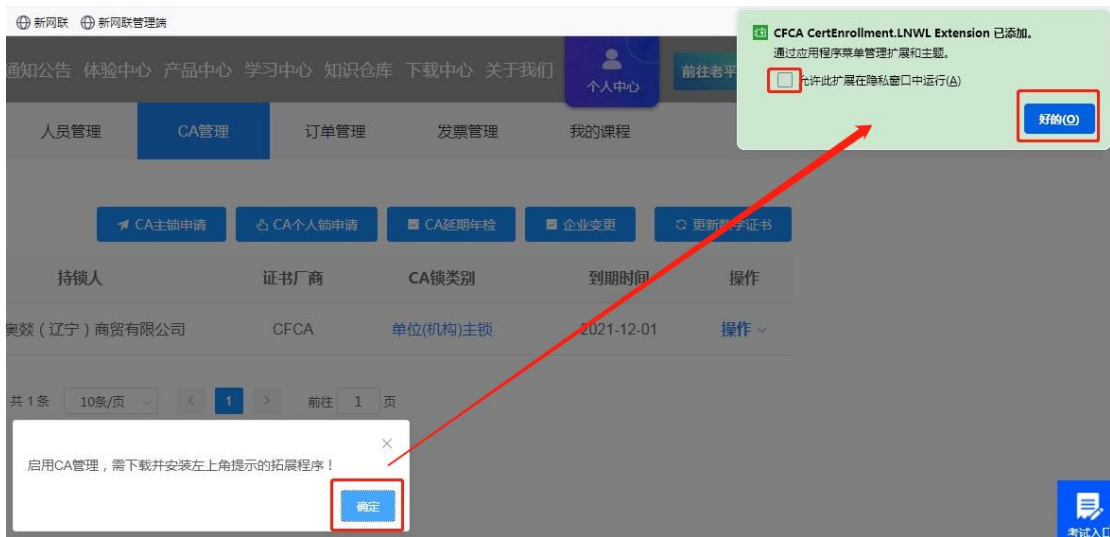 新网联 新网联管理端
CFCA CertEnrollment.LNWL Extension 已添加。
通过应用程序菜单管理扩展和主题。
允许此扩展在隐私窗口中运行(A)
好的(O)
通知公告 体验中心 产品中心 学习中心 知识仓库 下载中心 关于我们
个人中心
前往老平
人员管理 CA管理 订单管理 发票管理 我的课程
CA主锁申请 CA个人锁申请 CA延期年检 企业变更 更新数字证书
持锁人 证书厂商 CA锁类别 到期时间 操作
奥燚(辽宁)商贸有限公司 CFCA 单位(机构)主锁 2021-12-01 操作
共 1 条 10条/页 1 前往 1 页
启用CA管理,需下载并安装左上角提示的拓展程序!
确定
考试入口